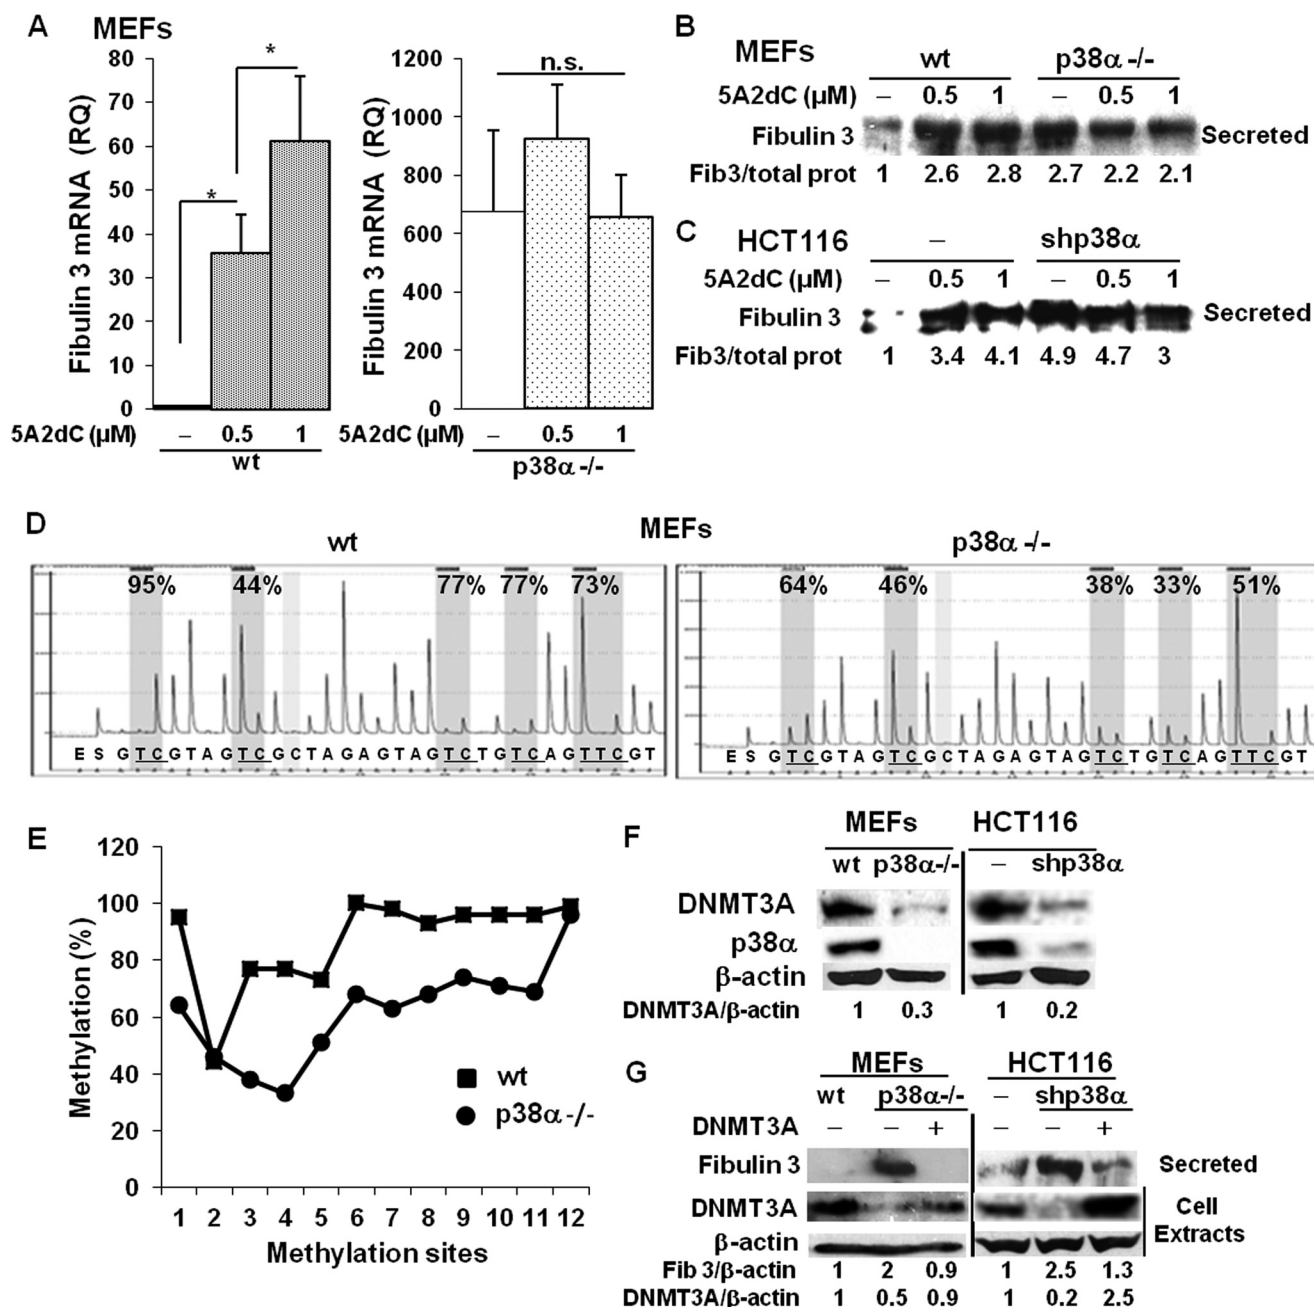 A
MEFs
Fibulin 3 mRNA (RQ)
80
70
60
50
40
30
20
10
0
*
*
5A2dC (µM)
– 0.5 1
wt
Fibulin 3 mRNA (RQ)
1200
1000
800
600
400
200
0
n.s.
5A2dC (µM)
– 0.5 1
p38α -/-
B
MEFs
wt p38α -/-
5A2dC (µM) – 0.5 1 – 0.5 1
Fibulin 3 Secreted
Fib3/total prot 1 2.6 2.8 2.7 2.2 2.1
C
HCT116 – shp38α
5A2dC (µM) – 0.5 1 – 0.5 1
Fibulin 3 Secreted
Fib3/total prot 1 3.4 4.1 4.9 4.7 3
D
MEFs
wt
95% 44% 77% 77% 73%
E S G T C G T A G T C G C T A G A G T A G T C T G T C A G T T C G T
p38α -/-
64% 46% 38% 33% 51%
E S G T C G T A G T C G C T A G A G T A G T C T G T C A G T T C G T
E
Methylation (%)
120
100
80
60
40
20
0
wt
p38α -/-
1 2 3 4 5 6 7 8 9 10 11 12
Methylation sites
F
MEFs HCT116
wt p38α-/- – shp38α
DNMT3A
p38α
β-actin
DNMT3A/β-actin 1 0.3 1 0.2
G
MEFs HCT116
wt p38α-/- – shp38α
DNMT3A – – + – – +
Fibulin 3 Secreted
DNMT3A Cell
Extracts
β-actin
Fib 3/β-actin 1 2 0.9 1 2.5 1.3
DNMT3A/β-actin 1 0.5 0.9 1 0.2 2.5